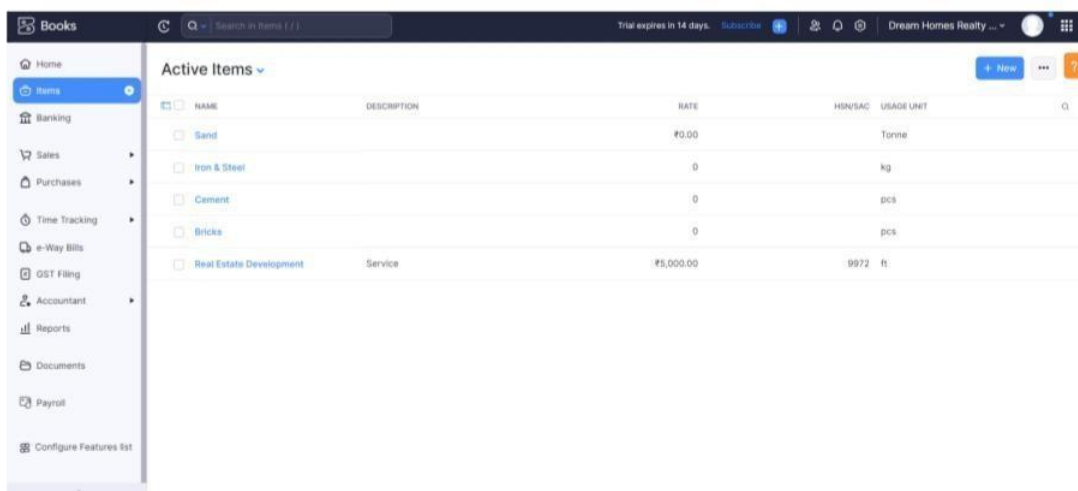 Books
Search in Items ( / )
Trial expires in 14 days. Subscribe
Dream Homes Realty ...
?
Home
Items
Banking
Sales
Purchases
Time Tracking
e-Way Bills
GST Filing
Accountant
Reports
Documents
Payroll
Configure Features list
Active Items
+ New
NAME DESCRIPTION RATE HSN/SAC USAGE UNIT
Sand ₹0.00 Tonne
Iron & Steel 0 kg
Cement 0 pcs
Bricks 0 pcs
Real Estate Development Service ₹5,000.00 9972 ft